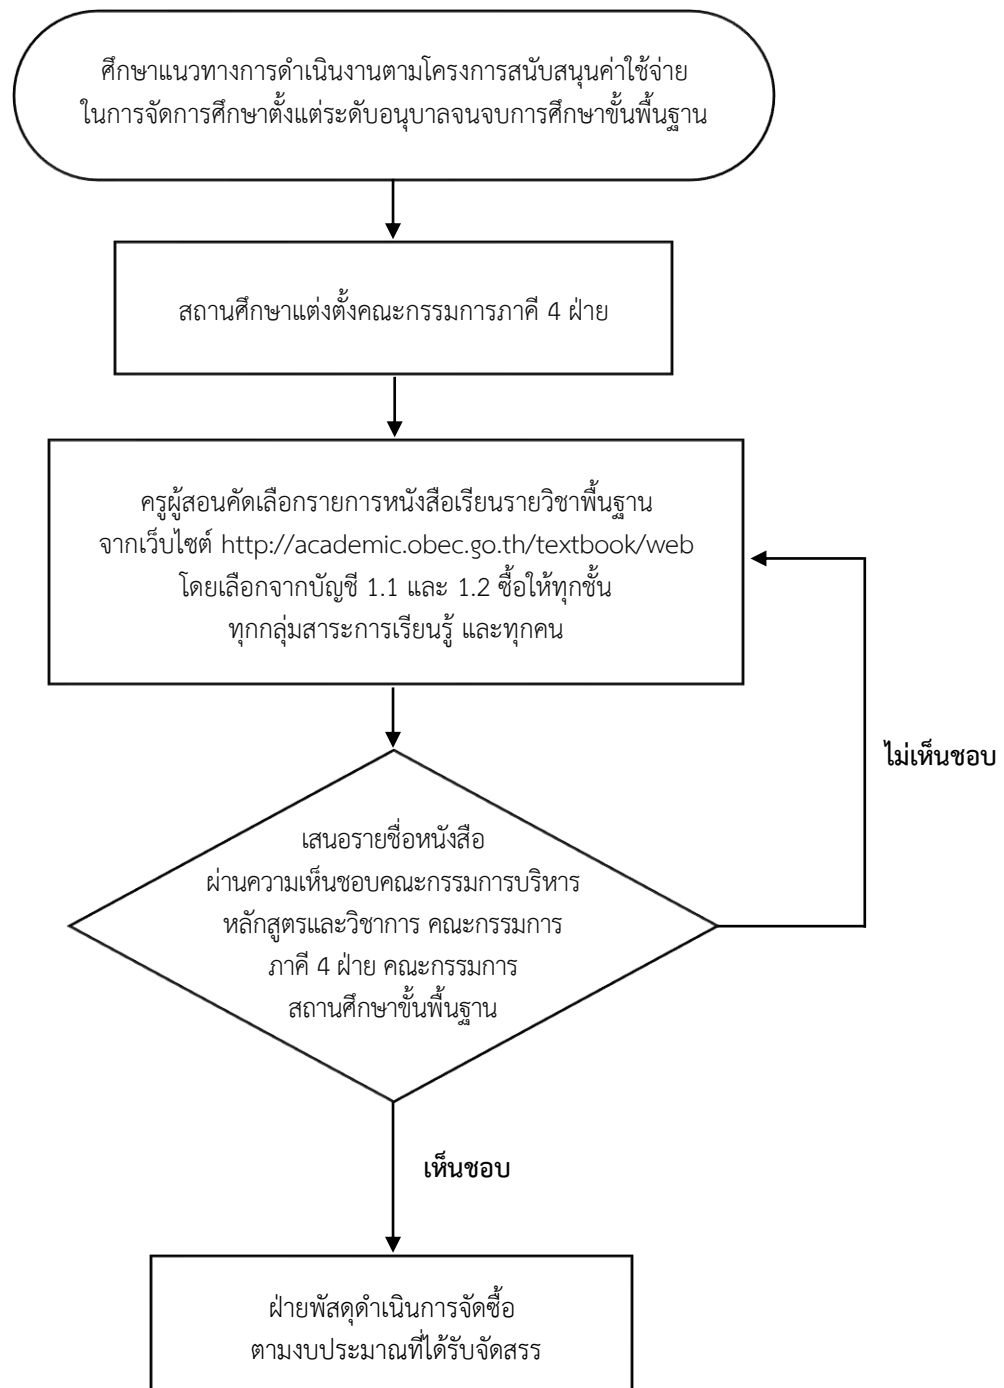 ศึกษาแนวทางการดำเนินงานตามโครงการสนับสนุนค่าใช้จ่าย
ในการจัดการศึกษาตั้งแต่ระดับอนุบาลจนจบการศึกษาขั้นพื้นฐาน
สถานศึกษาแต่งตั้งคณะกรรมการภาคี 4 ฝ่าย
ครูผู้สอนคัดเลือกรายการหนังสือเรียนรายวิชาพื้นฐาน
จากเว็บไซต์ http://academic.obec.go.th/textbook/web
โดยเลือกจากบัญชี 1.1 และ 1.2 ซื้อให้ทุกชั้น
ทุกกลุ่มสาระการเรียนรู้ และทุกคน
ไม่เห็นชอบ
เสนอรายชื่อหนังสือ
ผ่านความเห็นชอบคณะกรรมการบริหาร
หลักสูตรและวิชาการ คณะกรรมการ
ภาคี 4 ฝ่าย คณะกรรมการ
สถานศึกษาขั้นพื้นฐาน
เห็นชอบ
ฝ่ายพัสดุดำเนินการจัดซื้อ
ตามงบประมาณที่ได้รับจัดสรร